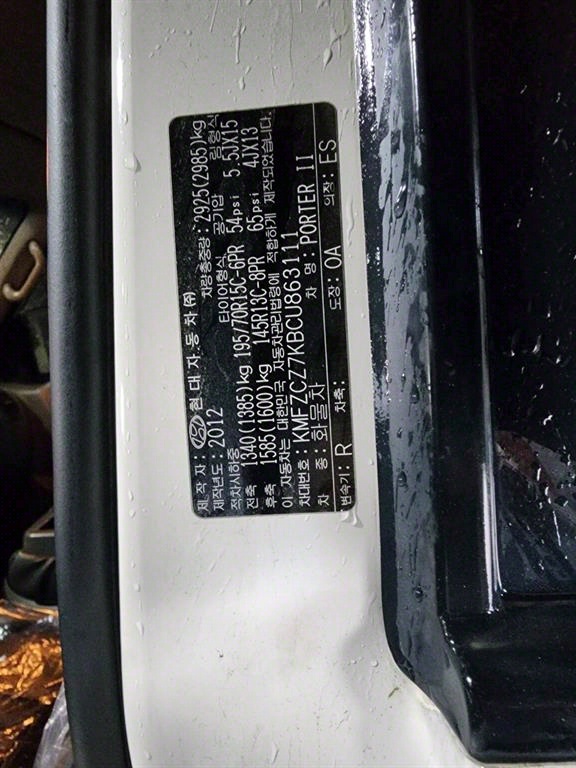 제 작 자: 현대자동차㈜
제작년도: 2012 차량총중량: 2925(2985)kg
적차시하중 타이어형식 공기압 림형식
전축 1340(1385)kg 195/70R15C-6PR 54psi 5.5JX15
후축 1585(1600)kg 145R13C-8PR 65psi 4JX13
이 자동차는 대한민국 자동차관리법령에 적합하게 제작되었습니다.
차대번호: KMFZCZ7KBCU863111
차 종: 화물차 차 명: PORTER II
변속기: R 차축: 도장: OA 의장: ES